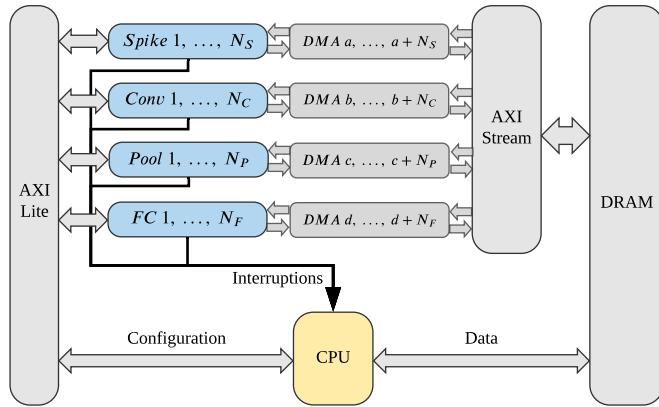 Spike 1, …, N_S
DMA a, …, a + N_S
Conv 1, …, N_C
DMA b, …, b + N_C
AXI
Stream
Pool 1, …, N_P
DMA c, …, c + N_P
AXI
Lite
DRAM
FC 1, …, N_F
DMA d, …, d + N_F
Interruptions
Configuration
CPU
Data